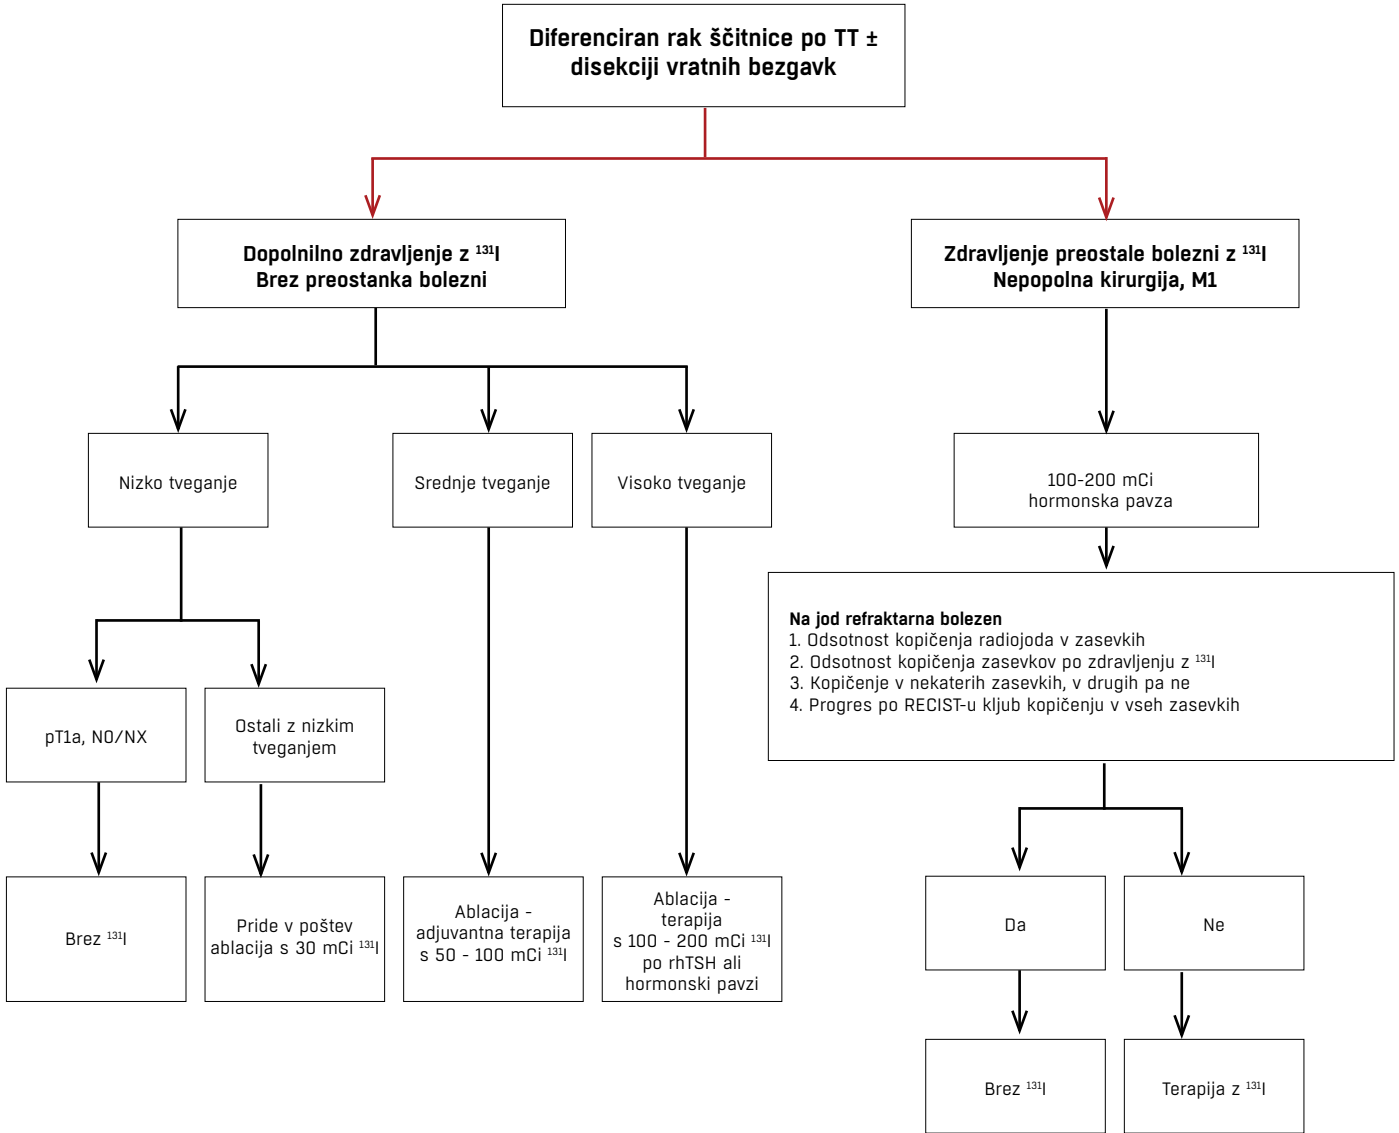 Diferenciran rak ščitnice po TT ±
disekciji vratnih bezgavk
Dopolnilno zdravljenje z ¹³¹I
Brez preostanka bolezni
Zdravljenje preostale bolezni z ¹³¹I
Nepopolna kirurgija, M1
Nizko tveganje
Srednje tveganje
Visoko tveganje
100-200 mCi
hormonska pavza
Na jod refraktarna bolezen
1. Odsotnost kopičenja radiojoda v zasevkih
2. Odsotnost kopičenja zasevkov po zdravljenju z ¹³¹I
3. Kopičenje v nekaterih zasevkih, v drugih pa ne
4. Progres po RECIST-u kljub kopičenju v vseh zasevkih
pT1a, N0/NX
Ostali z nizkim
tveganjem
Brez ¹³¹I
Pride v poštev
ablacija s 30 mCi ¹³¹I
Ablacija -
adjuvantna terapija
s 50 - 100 mCi ¹³¹I
Ablacija -
terapija
s 100 - 200 mCi ¹³¹I
po rhTSH ali
hormonski pavzi
Da
Ne
Brez ¹³¹I
Terapija z ¹³¹I